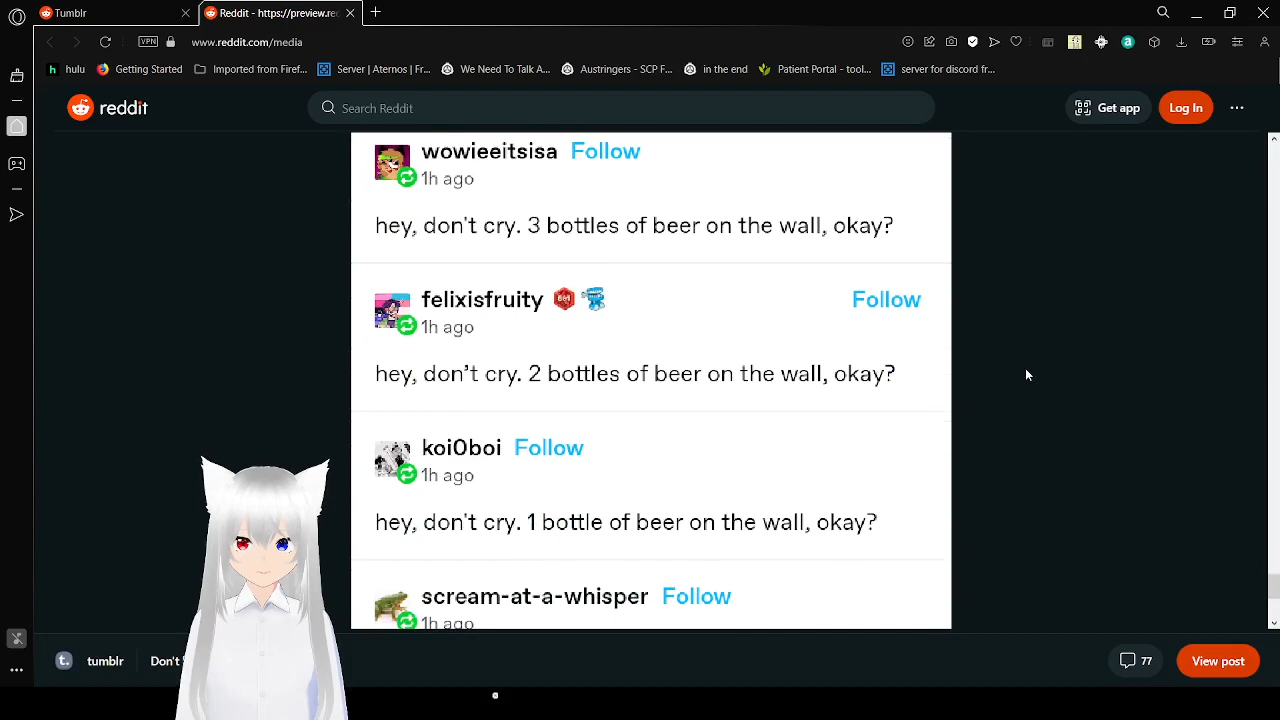 Tumblr
Reddit - https://preview.rec
VPN
www.reddit.com/media
hulu
Getting Started
Imported from Firef...
Server | Aternos | Fr...
We Need To Talk A...
Austringers - SCP F...
in the end
Patient Portal - tool...
server for discord fr...
reddit
Search Reddit
Get app
Log In
wowieeitsisa Follow
1h ago
hey, don't cry. 3 bottles of beer on the wall, okay?
felixisfruity Follow
1h ago
hey, don’t cry. 2 bottles of beer on the wall, okay?
koi0boi Follow
1h ago
hey, don't cry. 1 bottle of beer on the wall, okay?
scream-at-a-whisper Follow
1h ago
tumblr
Don't
77
View post